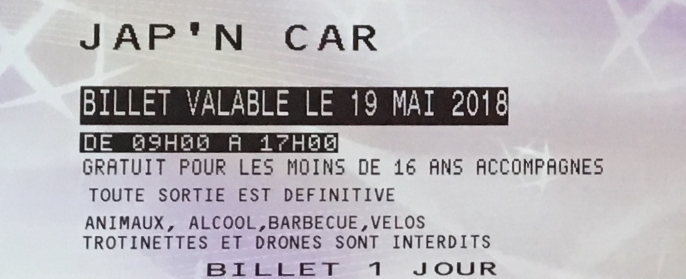 JAP'N CAR
BILLET VALABLE LE 19 MAI 2018
DE 09H00 A 17H00
GRATUIT POUR LES MOINS DE 16 ANS ACCOMPAGNES
TOUTE SORTIE EST DEFINITIVE
ANIMAUX, ALCOOL,BARBECUE,VELOS
TROTINETTES ET DRONES SONT INTERDITS
BILLET 1 JOUR